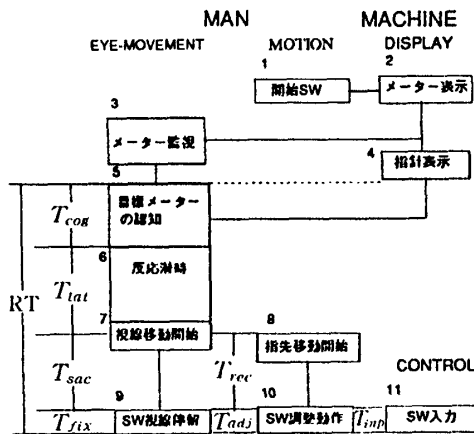 MAN MACHINE
EYE-MOVEMENT MOTION DISPLAY
1 2
開始SW メーター表示
3
メーター監視
4
指針表示
5
目標メーター
の認知
T_cog
6
反応潜時
T_lat
RT
7 8
視線移動開始 指先移動開始
T_sac T_rec
CONTROL
9 10 11
T_fix SW視線停留 T_adj SW調整動作 T_inp SW入力